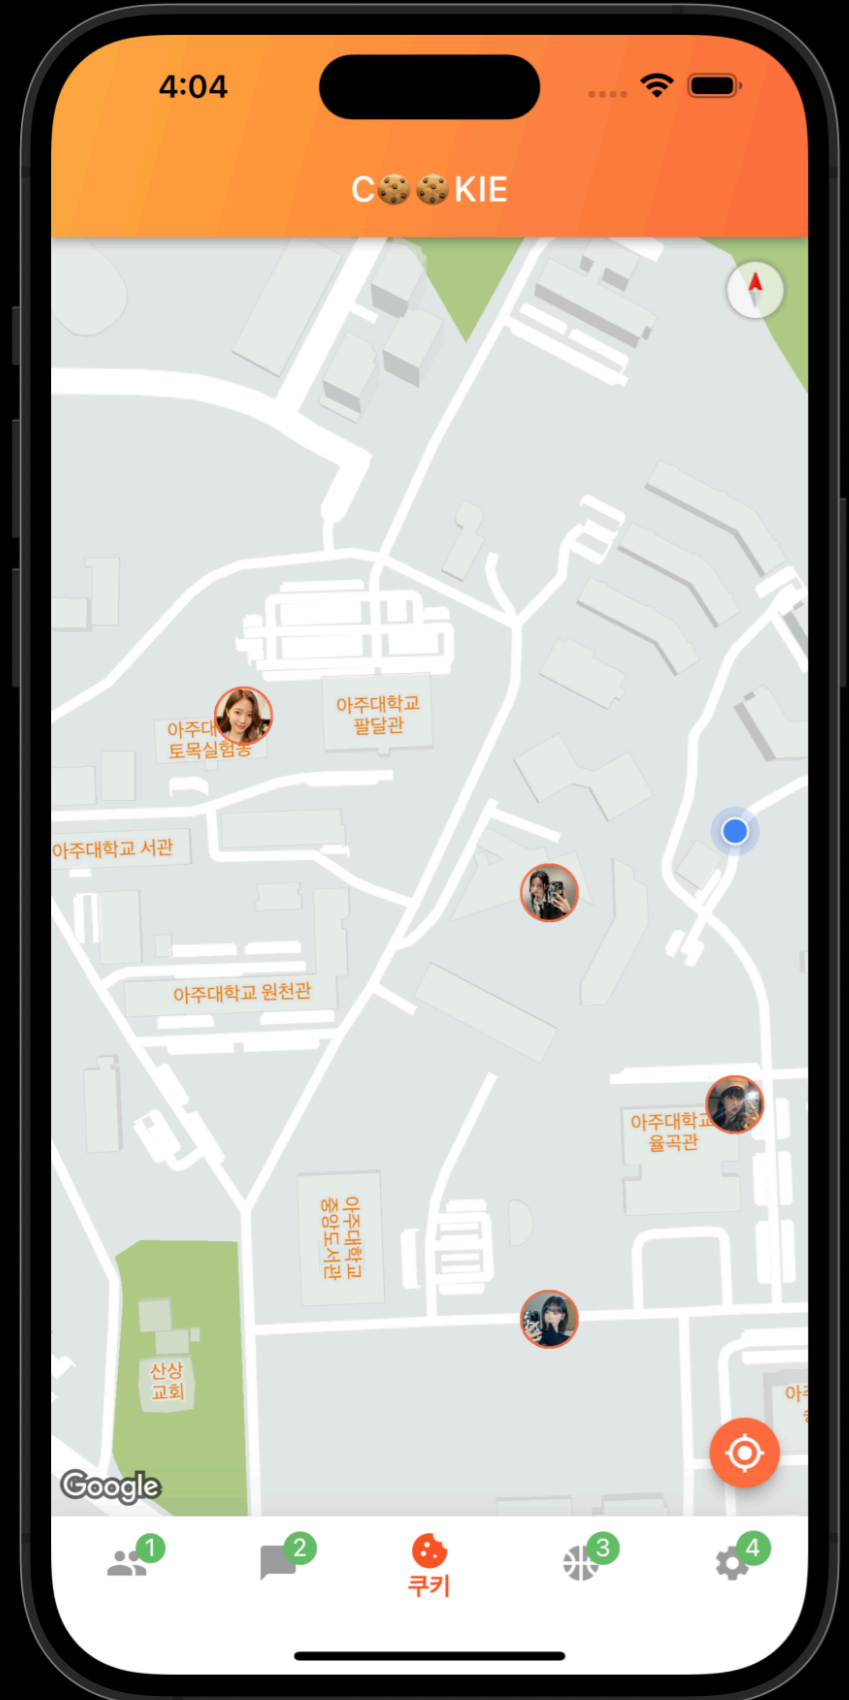 4:04
C🍪🍪KIE
아주대학교
팔달관
아주대
토목실험동
아주대학교 서관
아주대학교 원천관
아주대학교
율곡관
아주대학교
중앙도서관
산상
교회
Google
1
2
3
4
쿠키